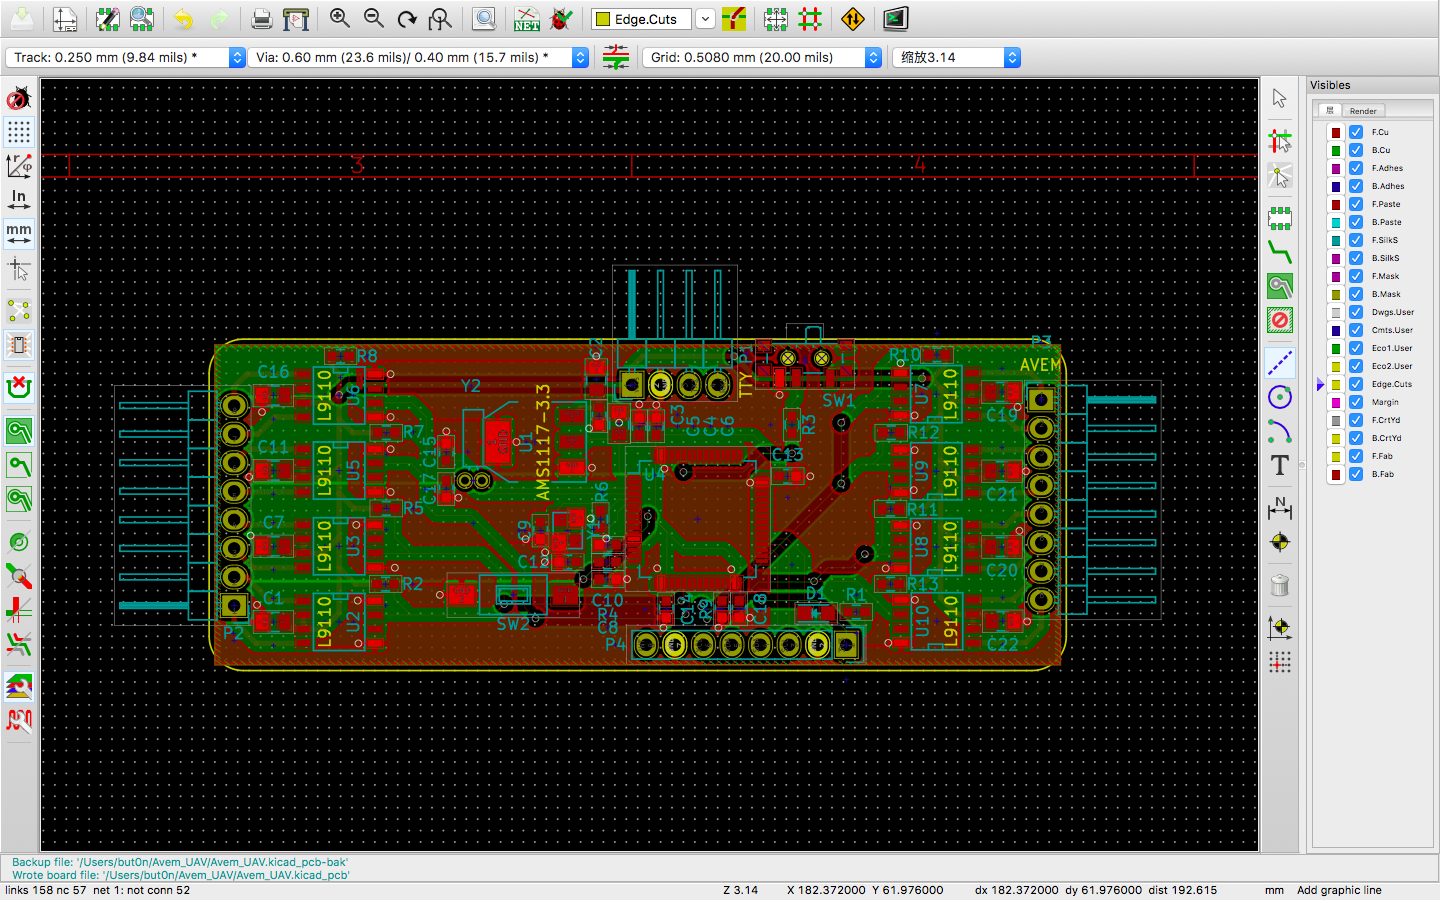 NET
Edge.Cuts
Track: 0.250 mm (9.84 mils) *
Via: 0.60 mm (23.6 mils)/ 0.40 mm (15.7 mils) *
Grid: 0.5080 mm (20.00 mils)
缩放3.14
Visibles
层
Render
F.Cu
B.Cu
F.Adhes
B.Adhes
F.Paste
B.Paste
F.SilkS
B.SilkS
F.Mask
B.Mask
Dwgs.User
Cmts.User
Eco1.User
Eco2.User
Edge.Cuts
Margin
F.CrtYd
B.CrtYd
F.Fab
B.Fab
In
mm
T
N
3
4
R8
C16
L9110
U6
Y2
AMS1117-3.3
U1
P1
TTY
R10
P3
AVEM
SW1
U7
L9110
C19
C3
C5
C4
C6
R3
R7
C11
L9110
U5
C15
C17
U4
C13
R12
U9
L9110
C21
R5
C7
L9110
U3
R6
C9
Y1
R11
U8
L9110
C20
R2
C1
L9110
U2
P2
SW2
C10
R4
C8
P4
C18
D1
R1
R13
U10
L9110
C22
Backup file: '/Users/but0n/Avem_UAV/Avem_UAV.kicad_pcb-bak'
Wrote board file: '/Users/but0n/Avem_UAV/Avem_UAV.kicad_pcb'
links 158 nc 57 net 1: not conn 52
Z 3.14
X 182.372000 Y 61.976000
dx 182.372000 dy 61.976000 dist 192.615
mm
Add graphic line